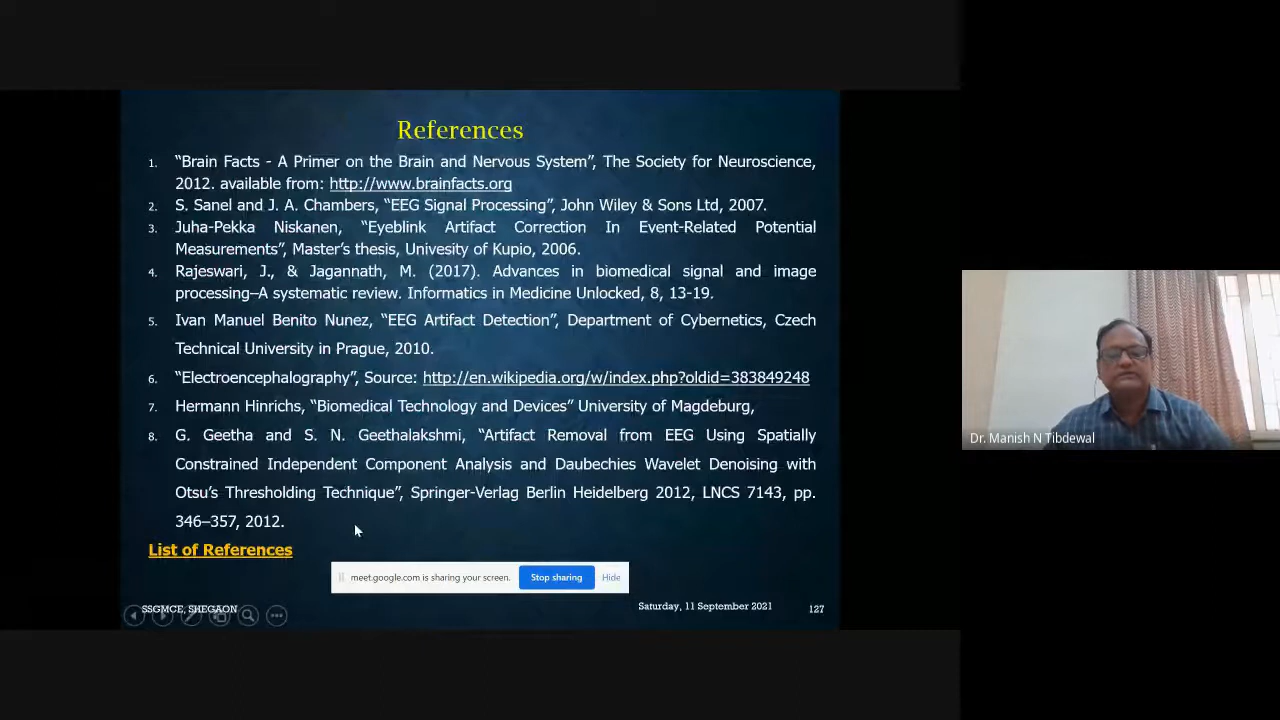 References
1. “Brain Facts - A Primer on the Brain and Nervous System”, The Society for Neuroscience,
2012. available from: http://www.brainfacts.org
2. S. Sanel and J. A. Chambers, “EEG Signal Processing”, John Wiley & Sons Ltd, 2007.
3. Juha-Pekka Niskanen, “Eyeblink Artifact Correction In Event-Related Potential
Measurements”, Master’s thesis, Univesity of Kupio, 2006.
4. Rajeswari, J., & Jagannath, M. (2017). Advances in biomedical signal and image
processing–A systematic review. Informatics in Medicine Unlocked, 8, 13-19.
5. Ivan Manuel Benito Nunez, “EEG Artifact Detection”, Department of Cybernetics, Czech
Technical University in Prague, 2010.
6. “Electroencephalography”, Source: http://en.wikipedia.org/w/index.php?oldid=383849248
7. Hermann Hinrichs, “Biomedical Technology and Devices” University of Magdeburg,
8. G. Geetha and S. N. Geethalakshmi, “Artifact Removal from EEG Using Spatially
Constrained Independent Component Analysis and Daubechies Wavelet Denoising with
Otsu’s Thresholding Technique”, Springer-Verlag Berlin Heidelberg 2012, LNCS 7143, pp.
346–357, 2012.
List of References
meet.google.com is sharing your screen. Stop sharing Hide
SSGMCE, SHEGAON Saturday, 11 September 2021 127
Dr. Manish N Tibdewal